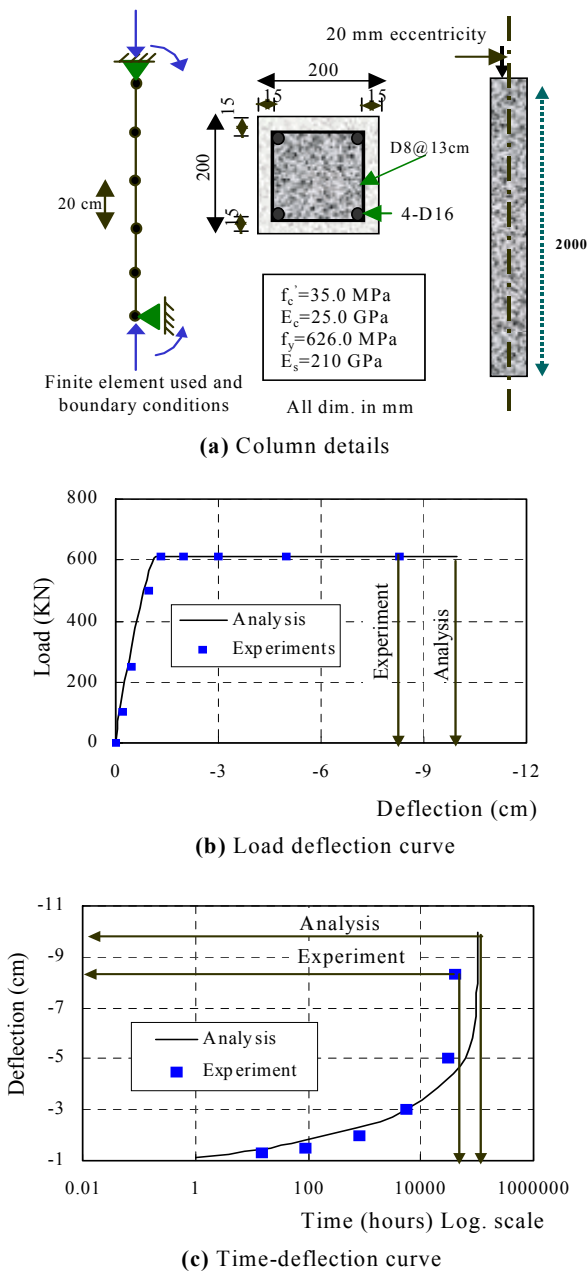 20 mm eccentricity
200
15
15
15
200
D8@13cm
20 cm
4-D16
15
2000
fc'=35.0 MPa
Ec=25.0 GPa
fy=626.0 MPa
Es=210 GPa
Finite element used and
boundary conditions
All dim. in mm
(a) Column details
800
600
400
200
0
Load (KN)
Analysis
Experiments
Experiment
Analysis
0
-3
-6
-9
-12
Deflection (cm)
(b) Load deflection curve
-11
-9
-7
-5
-3
-1
Deflection (cm)
Analysis
Experiment
Analysis
Experiment
0.01
1
100
10000
1000000
Time (hours) Log. scale
(c) Time-deflection curve